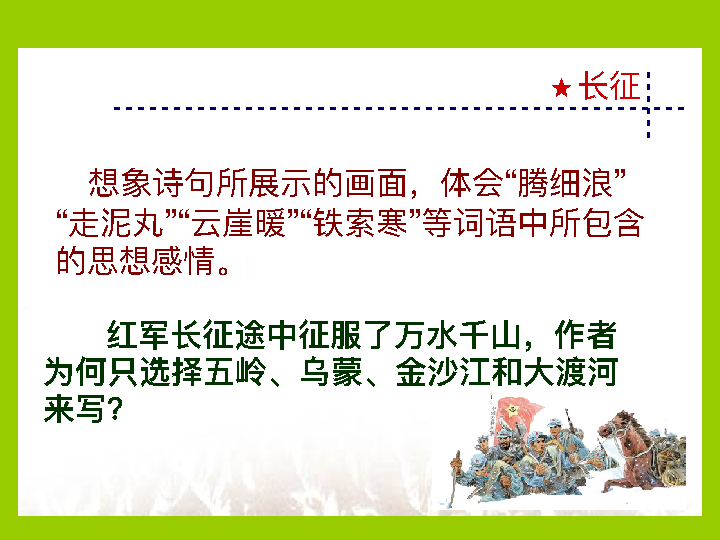 ★长征
想象诗句所展示的画面，体会“腾细浪”
“走泥丸”“云崖暖”“铁索寒”等词语中所包含
的思想感情。
红军长征途中征服了万水千山，作者
为何只选择五岭、乌蒙、金沙江和大渡河
来写？